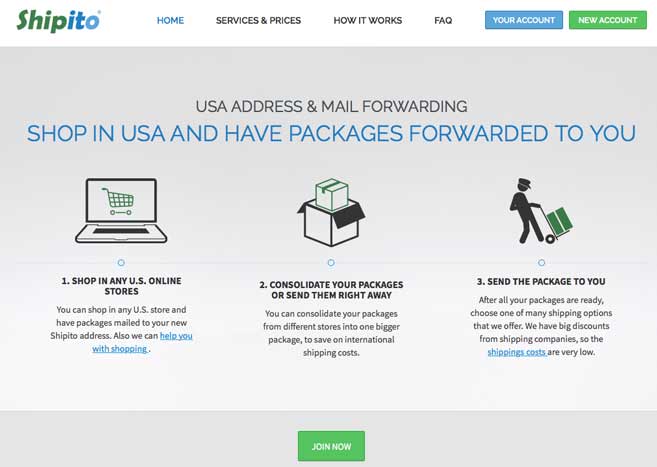 Shipito®
HOME SERVICES & PRICES HOW IT WORKS FAQ YOUR ACCOUNT NEW ACCOUNT
USA ADDRESS & MAIL FORWARDING
SHOP IN USA AND HAVE PACKAGES FORWARDED TO YOU
1. SHOP IN ANY U.S. ONLINE
STORES
You can shop in any U.S. store and
have packages mailed to your new
Shipito address. Also we can help you
with shopping .
2. CONSOLIDATE YOUR PACKAGES
OR SEND THEM RIGHT AWAY
You can consolidate your packages
from different stores into one bigger
package, to save on international
shipping costs.
3. SEND THE PACKAGE TO YOU
After all your packages are ready,
choose one of many shipping options
that we offer. We have big discounts
from shipping companies, so the
shippings costs are very low.
JOIN NOW